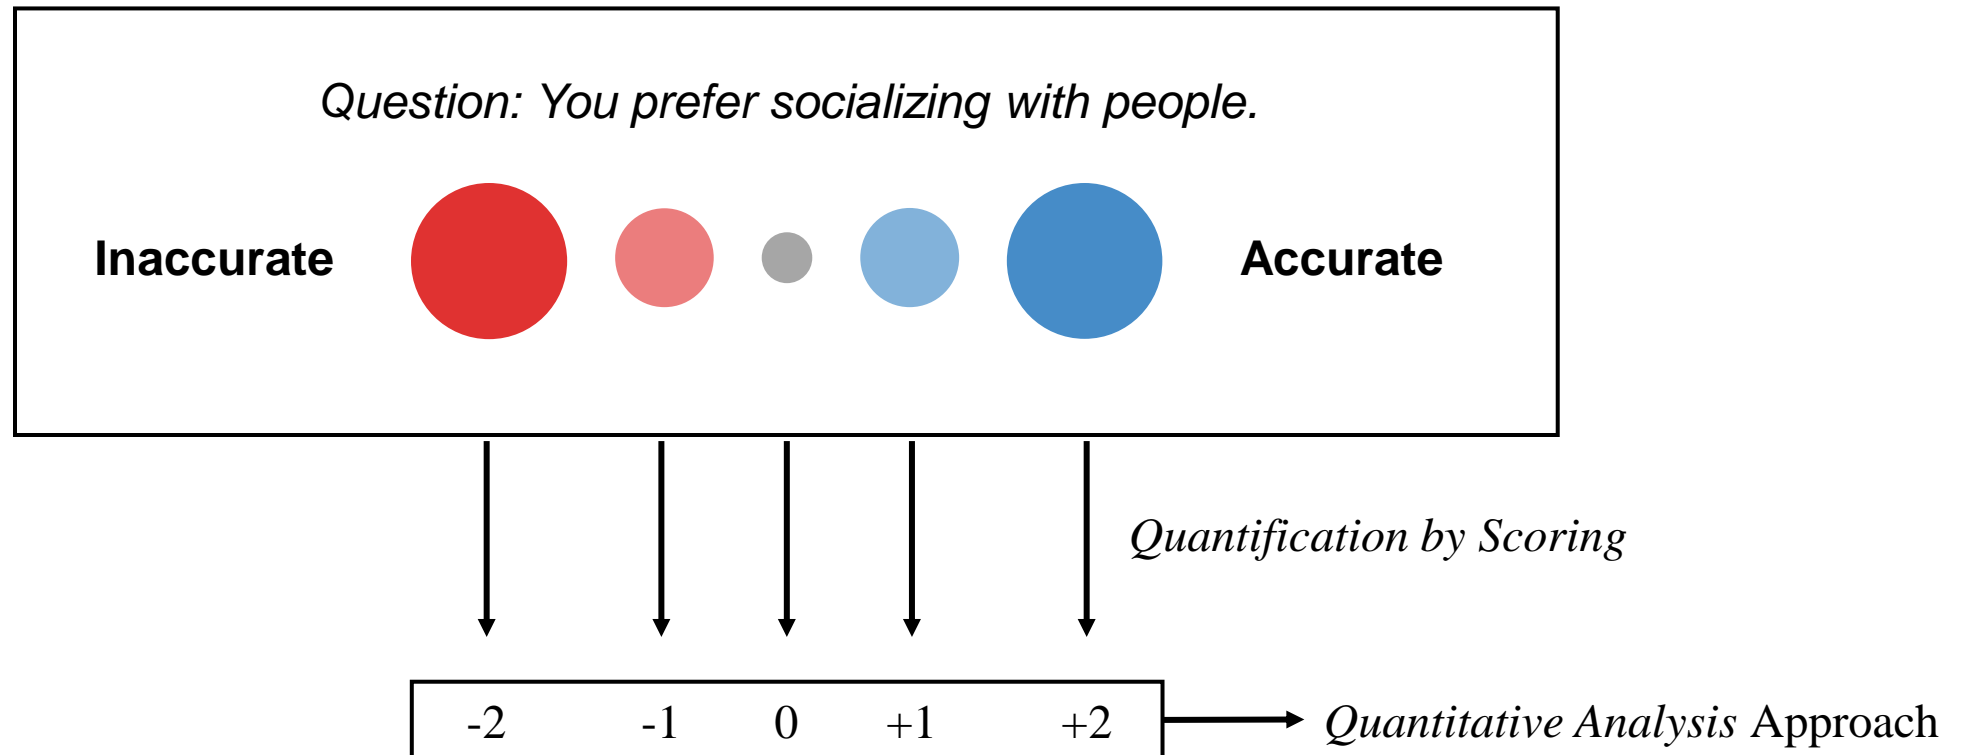 Question: You prefer socializing with people.
Inaccurate
Accurate
Quantification by Scoring
-2 -1 0 +1 +2
Quantitative Analysis Approach